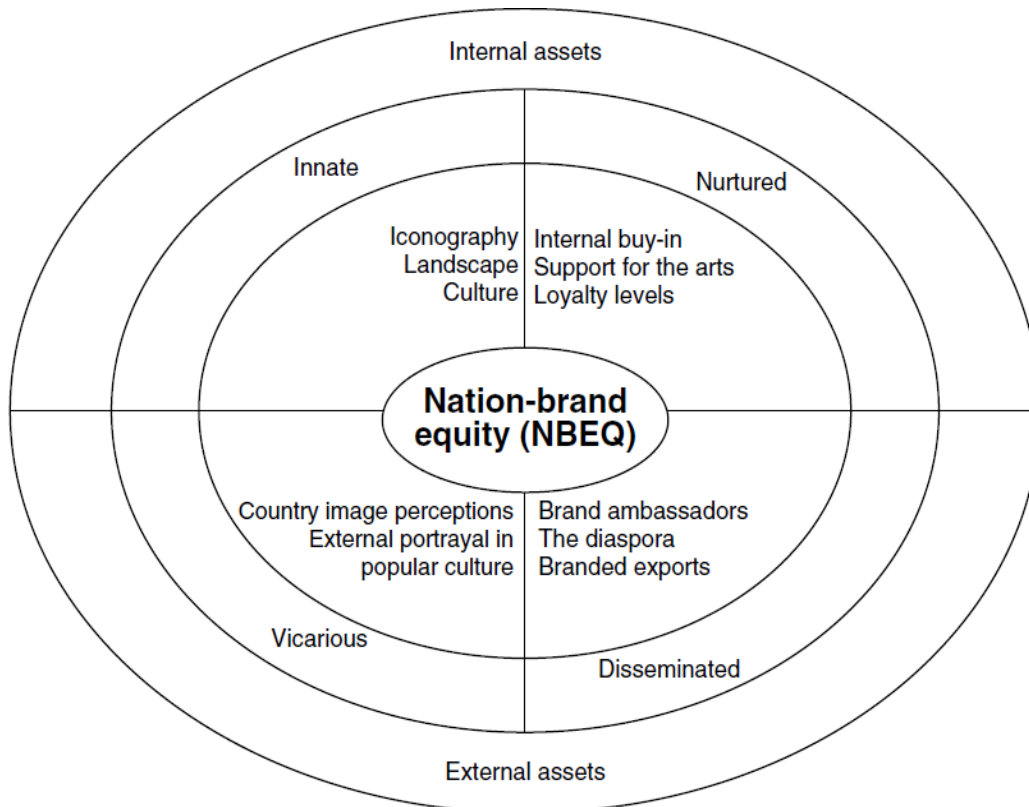 Internal assets
Innate
Nurtured
Iconography
Landscape
Culture
Internal buy-in
Support for the arts
Loyalty levels
Nation-brand
equity (NBEQ)
Country image perceptions
External portrayal in
popular culture
Brand ambassadors
The diaspora
Branded exports
Vicarious
Disseminated
External assets